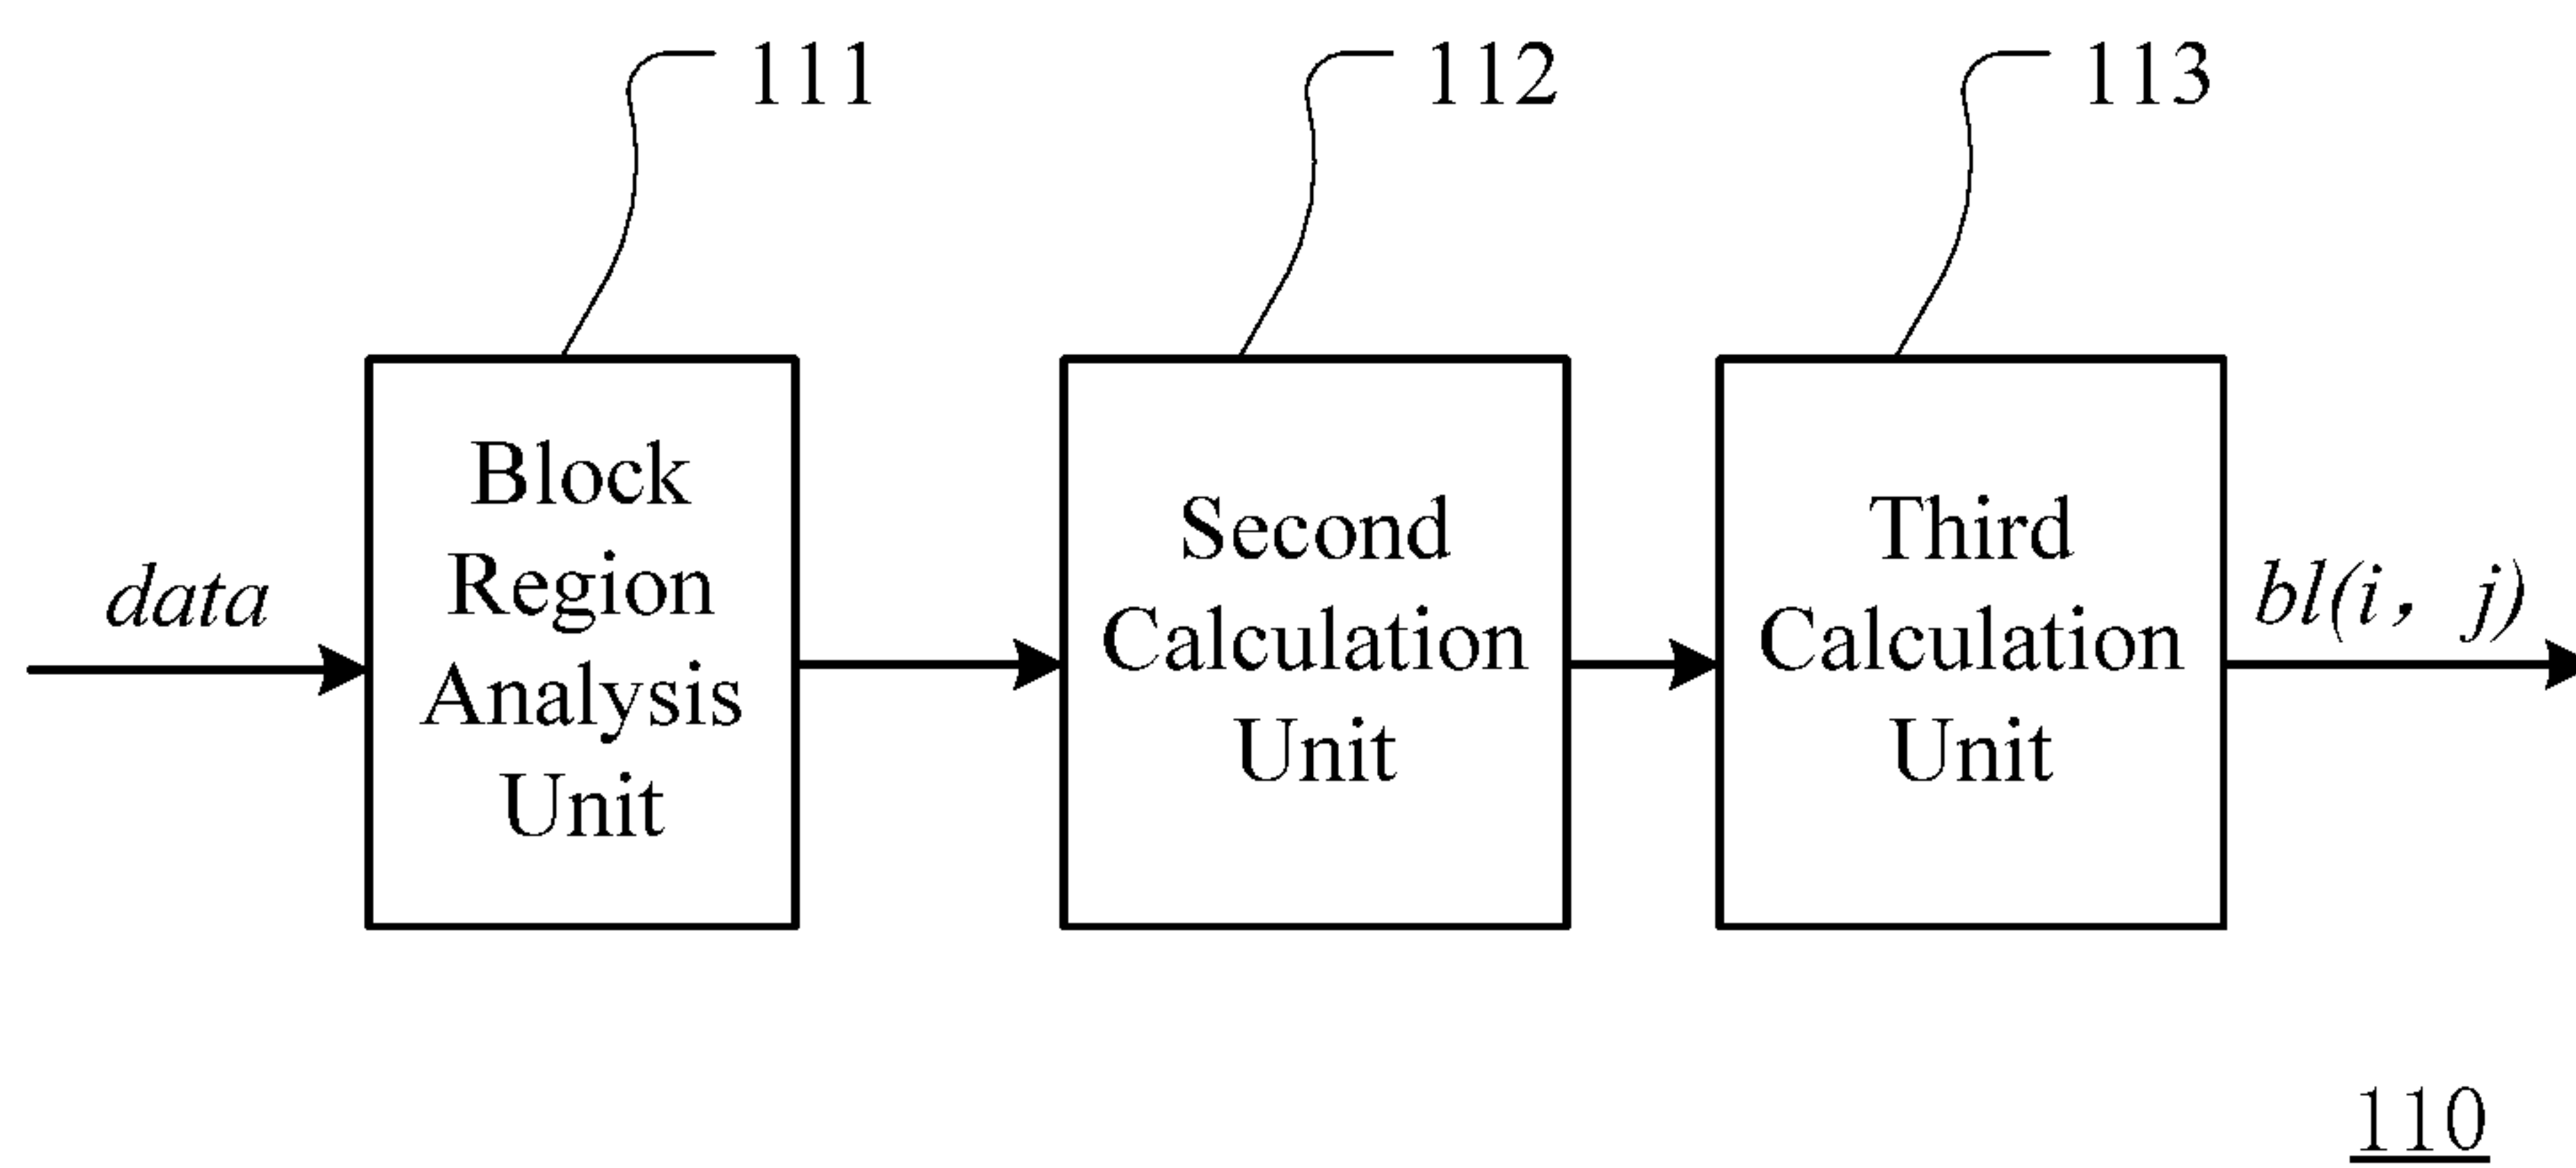 111
112
113
data
Block
Region
Analysis
Unit
Second
Calculation
Unit
Third
Calculation
Unit
bl(i，j)
110